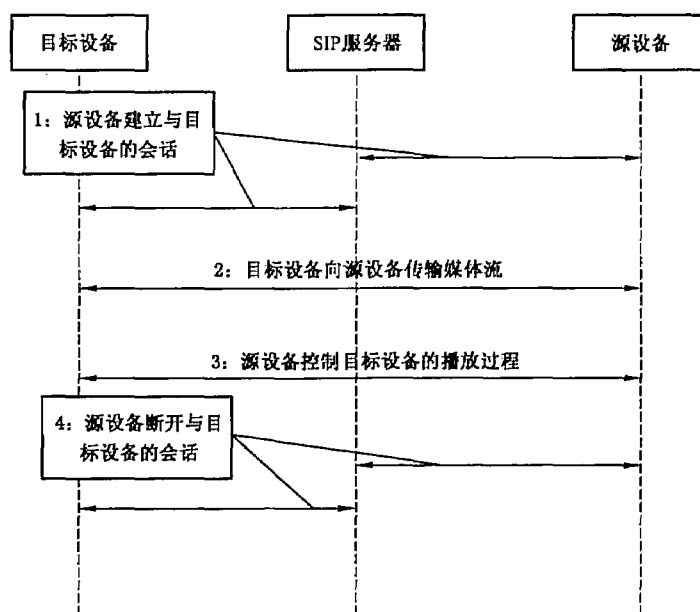 目标设备
SIP服务器
源设备
1：源设备建立与目
标设备的会话
2：目标设备向源设备传输媒体流
3：源设备控制目标设备的播放过程
4：源设备断开与目
标设备的会话